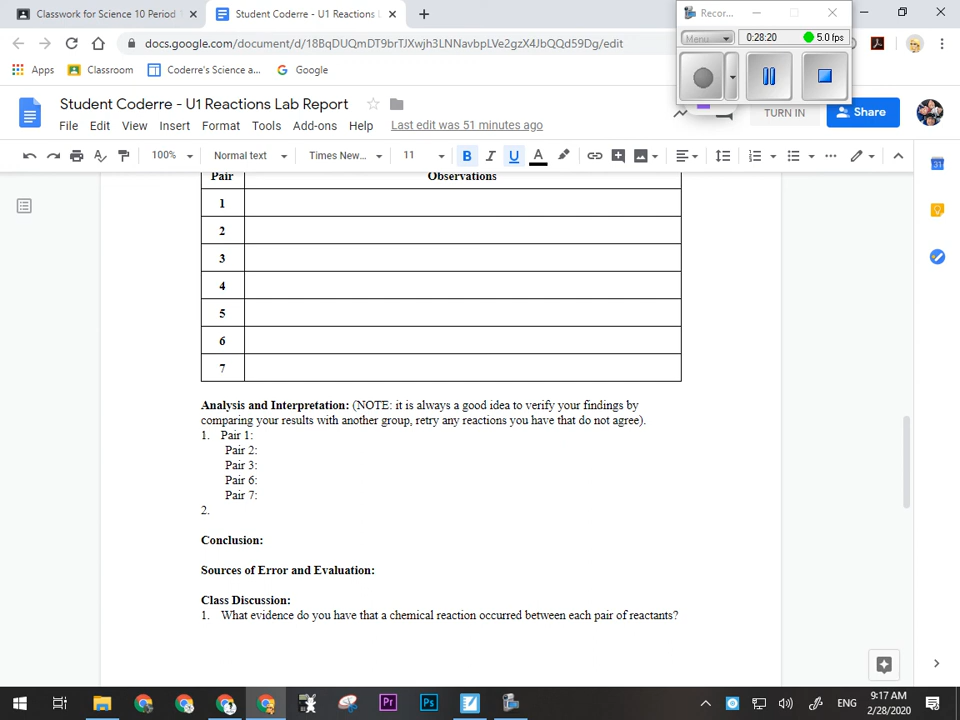 Classwork for Science 10 Period
Student Coderre - U1 Reactions L
Recor...
Menu
0:28:20
5.0 fps
docs.google.com/document/d/18BqDUQmDT9brTJXwjh3LNNavbpLVe2gzX4JbQQd59Dg/edit
Apps
Classroom
Coderre's Science a...
Google
Student Coderre - U1 Reactions Lab Report
TURN IN
Share
File
Edit
View
Insert
Format
Tools
Add-ons
Help
Last edit was 51 minutes ago
100%
Normal text
Times New...
11
B
I
U
A
31
Pair
Observations
1
2
3
4
5
6
7
Analysis and Interpretation: (NOTE: it is always a good idea to verify your findings by
comparing your results with another group, retry any reactions you have that do not agree).
1. Pair 1:
Pair 2:
Pair 3:
Pair 6:
Pair 7:
2.
Conclusion:
Sources of Error and Evaluation:
Class Discussion:
1. What evidence do you have that a chemical reaction occurred between each pair of reactants?
Pr
Ps
ENG
9:17 AM
2/28/2020